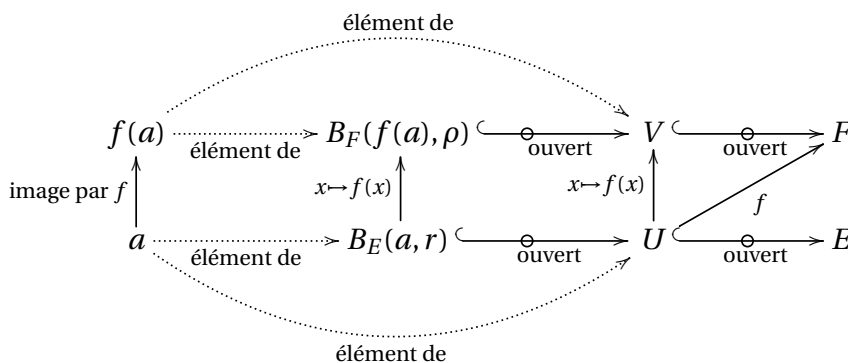 élément de
f(a) B_F(f(a), ρ) V F
élément de ouvert ouvert
image par f x↦f(x) x↦f(x) f
a B_E(a, r) U E
élément de ouvert ouvert
élément de